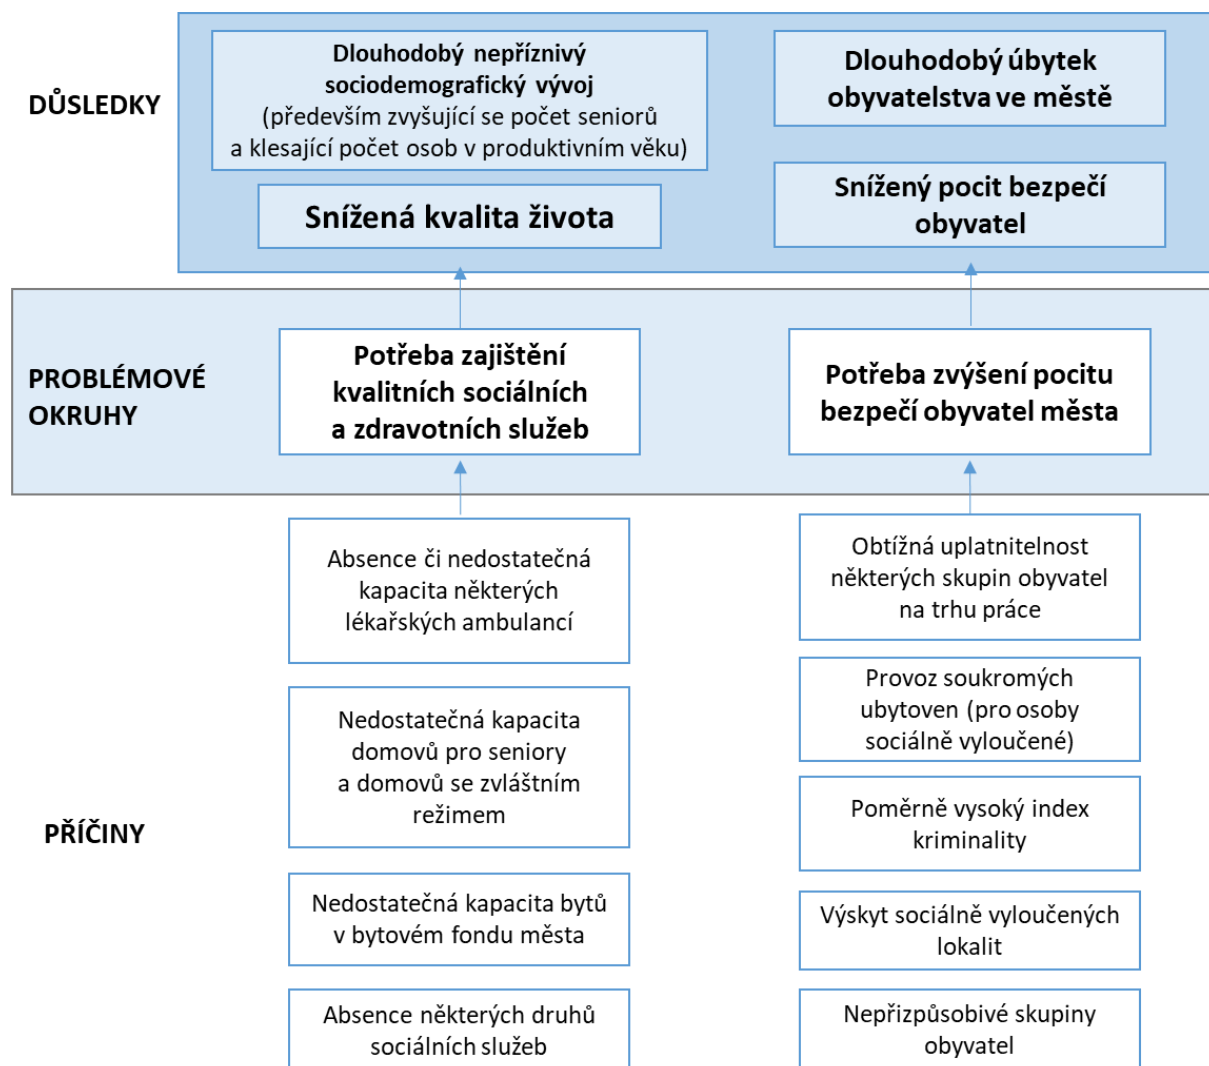 DŮSLEDKY
Dlouhodobý nepříznivý
sociodemografický vývoj
(především zvyšující se počet seniorů
a klesající počet osob v produktivním věku)
Snížená kvalita života
Dlouhodobý úbytek
obyvatelstva ve městě
Snížený pocit bezpečí
obyvatel
PROBLÉMOVÉ
OKRUHY
Potřeba zajištění
kvalitních sociálních
a zdravotních služeb
Potřeba zvýšení pocitu
bezpečí obyvatel města
PŘÍČINY
Absence či nedostatečná
kapacita některých
lékařských ambulancí
Nedostatečná kapacita
domovů pro seniory
a domovů se zvláštním
režimem
Nedostatečná kapacita bytů
v bytovém fondu města
Absence některých druhů
sociálních služeb
Obtížná uplatnitelnost
některých skupin obyvatel
na trhu práce
Provoz soukromých
ubytoven (pro osoby
sociálně vyloučené)
Poměrně vysoký index
kriminality
Výskyt sociálně vyloučených
lokalit
Nepřizpůsobivé skupiny
obyvatel